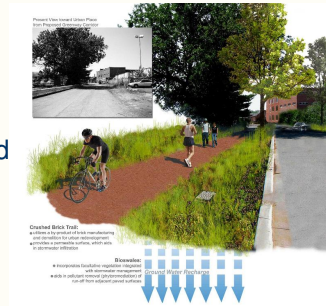 Present View toward Urban Place
from Proposed Greenway Corridor
d
Crushed Brick Trail:
utilizes a by-product of brick manufacturing
and demolition for urban redevelopment
provides a permeable surface, which aids
in stormwater infiltration
Bioswales:
incorporates facultative vegetation integrated
with stormwater management
aids in pollutant removal (phytoremediation) of
run-off from adjacent paved surfaces
Ground Water Recharge